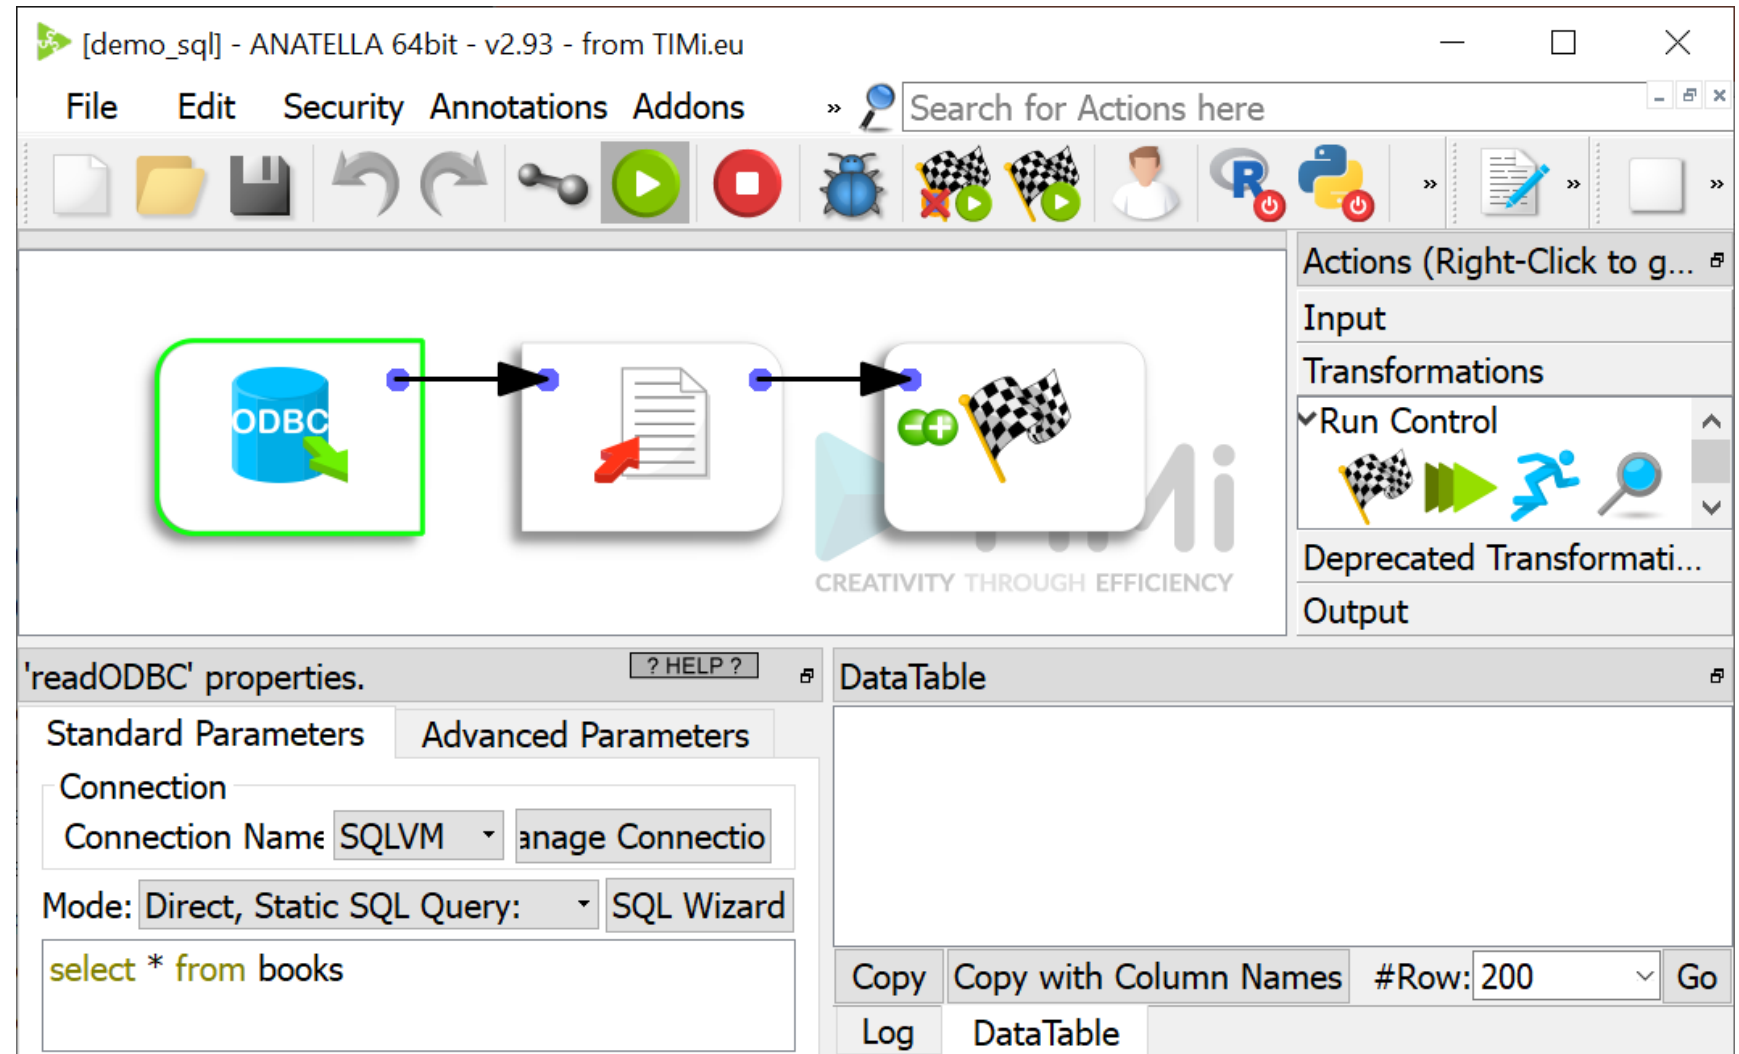 [demo_sql] - ANATELLA 64bit - v2.93 - from TIMi.eu
File Edit Security Annotations Addons » Search for Actions here
» » »
Actions (Right-Click to g...
Input
Transformations
Run Control
ODBC
CREATIVITY THROUGH EFFICIENCY
Deprecated Transformati...
Output
'readODBC' properties. ? HELP ?
DataTable
Standard Parameters Advanced Parameters
Connection
Connection Name SQLVM anage Connectio
Mode: Direct, Static SQL Query: SQL Wizard
select * from books
Copy Copy with Column Names #Row: 200 Go
Log DataTable